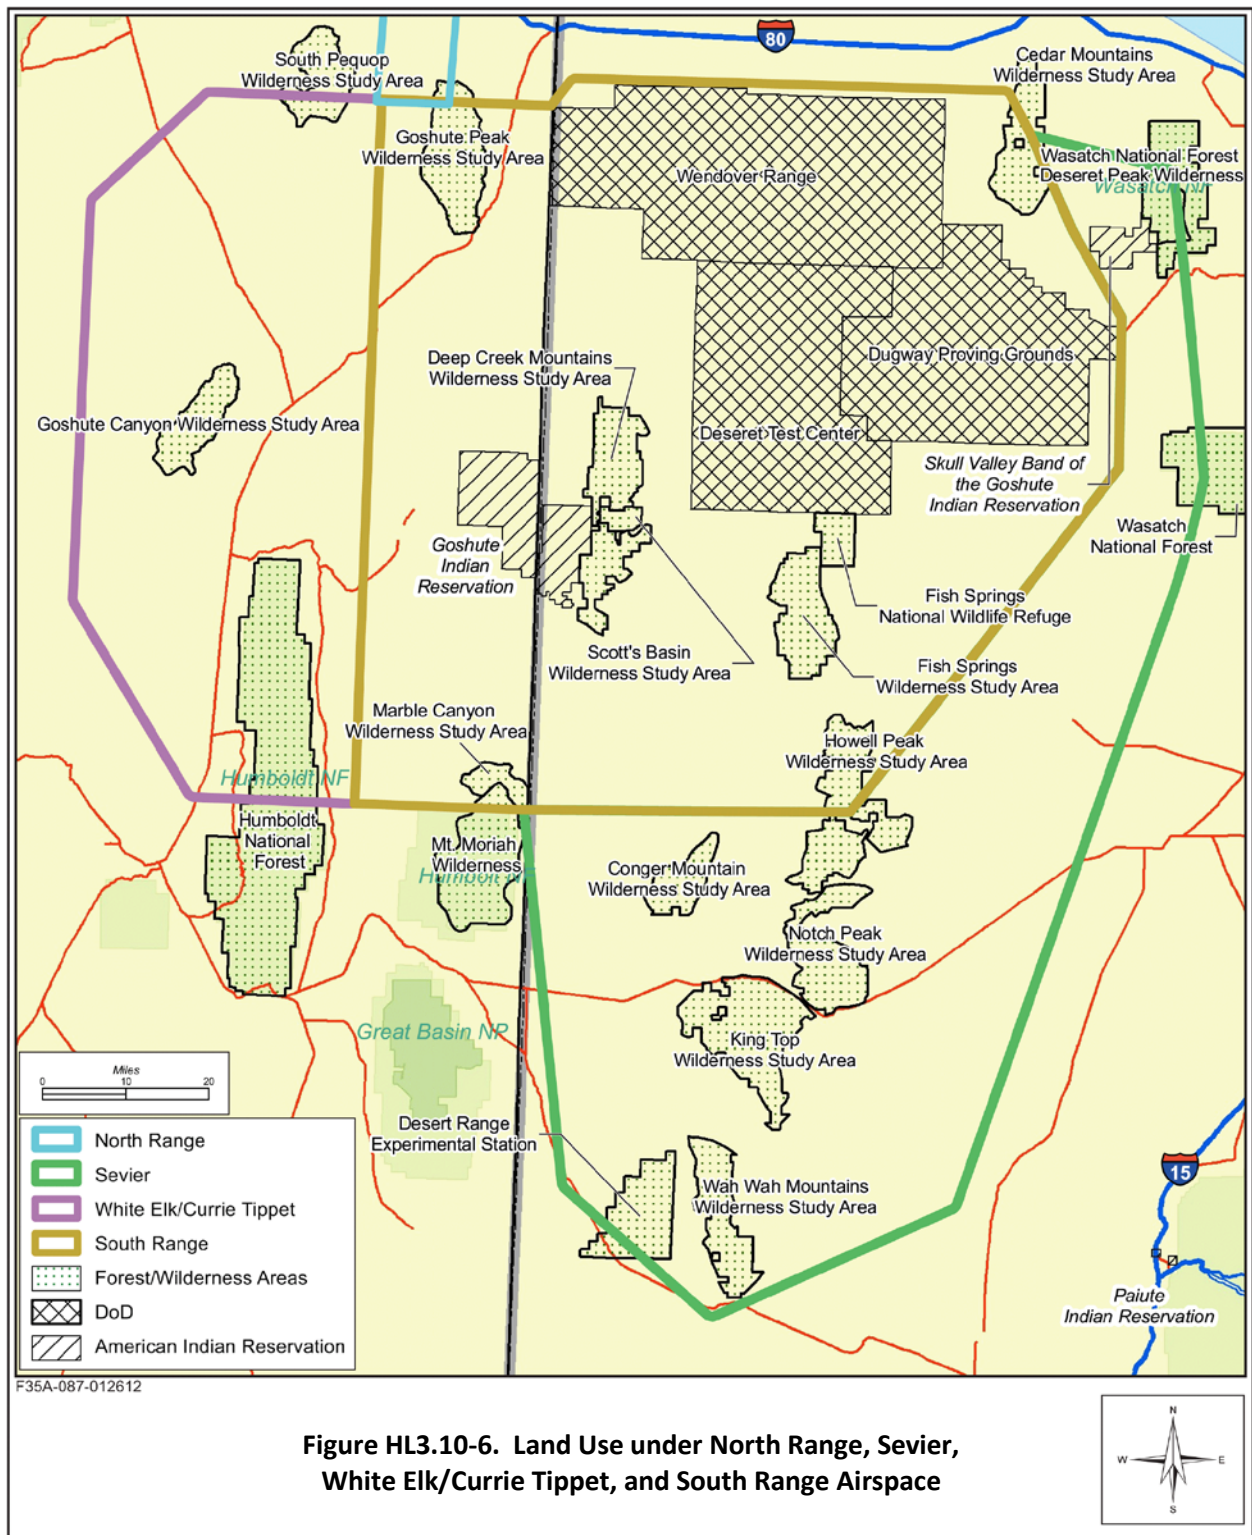 80
South Pequop
Wilderness Study Area
Cedar Mountains
Wilderness Study Area
Goshute Peak
Wilderness Study Area
Wendover Range
Wasatch National Forest
Deseret Peak Wilderness
Wasatch NF
Deep Creek Mountains
Wilderness Study Area
Dugway Proving Grounds
Goshute Canyon Wilderness Study Area
Deseret Test Center
Skull Valley Band of
the Goshute
Indian Reservation
Wasatch
National Forest
Goshute
Indian
Reservation
Fish Springs
National Wildlife Refuge
Scott's Basin
Wilderness Study Area
Fish Springs
Wilderness Study Area
Marble Canyon
Wilderness Study Area
Howell Peak
Wilderness Study Area
Humboldt NF
Humboldt
National
Forest
Mt. Moriah
Wilderness
Humbolt NF
Conger Mountain
Wilderness Study Area
Notch Peak
Wilderness Study Area
Great Basin NP
King Top
Wilderness Study Area
Miles
0 10 20
Desert Range
Experimental Station
Wah Wah Mountains
Wilderness Study Area
15
Paiute
Indian Reservation
North Range
Sevier
White Elk/Currie Tippet
South Range
Forest/Wilderness Areas
DoD
American Indian Reservation
F35A-087-012612
Figure HL3.10-6. Land Use under North Range, Sevier,
White Elk/Currie Tippet, and South Range Airspace
N
W E
S